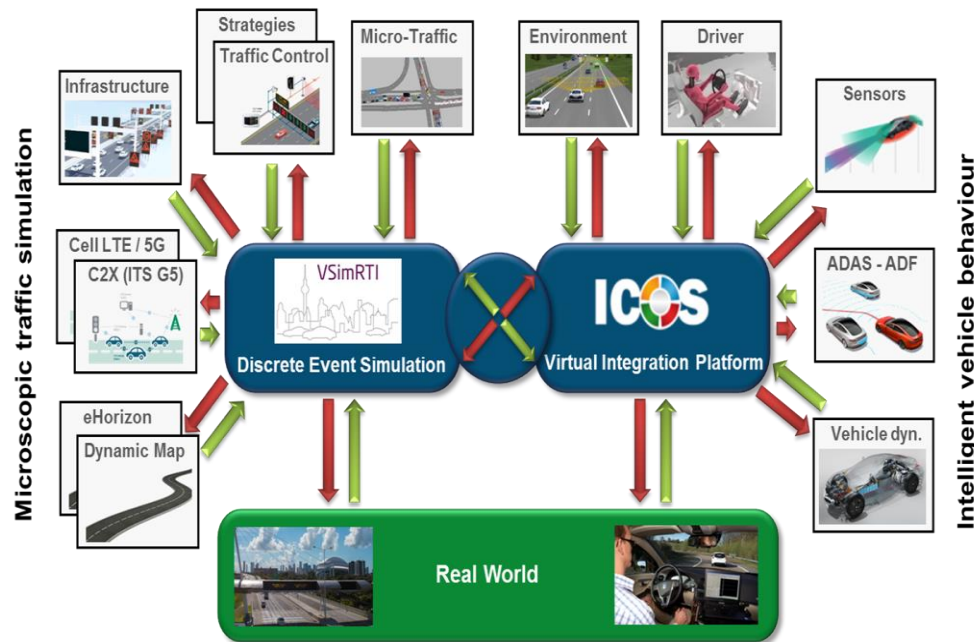 Strategies
Traffic Control
Micro-Traffic
Environment
Driver
Infrastructure
Sensors
Microscopic traffic simulation
Cell LTE / 5G
C2X (ITS G5)
VSimRTI
Discrete Event Simulation
ICOS
Virtual Integration Platform
ADAS - ADF
Intelligent vehicle behaviour
eHorizon
Dynamic Map
Vehicle dyn.
Real World